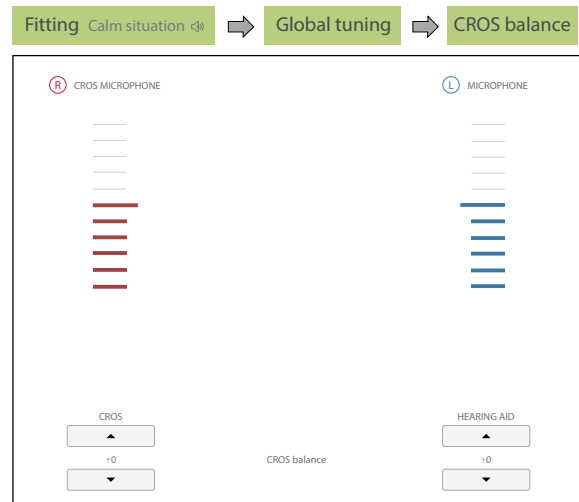 Fitting Calm situation Global tuning CROS balance
R CROS MICROPHONE L MICROPHONE
CROS HEARING AID
±0 CROS balance ±0